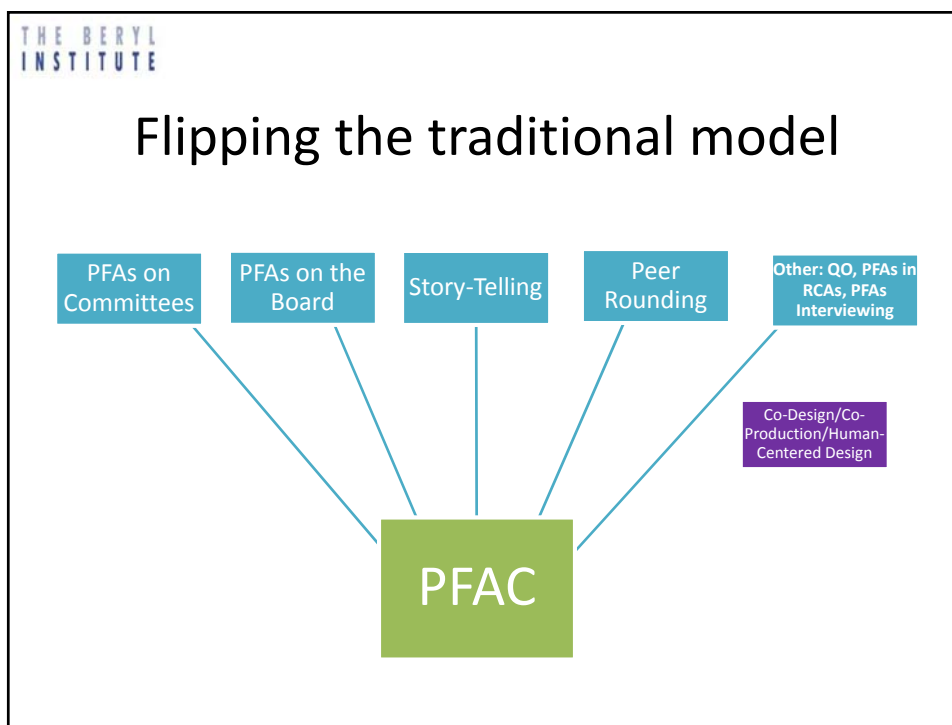 THE BERYL
INSTITUTE
Flipping the traditional model
PFAs on
Committees
PFAs on the
Board
Story-Telling
Peer
Rounding
Other: QO, PFAs in
RCAs, PFAs
Interviewing
Co-Design/Co-
Production/Human-
Centered Design
PFAC